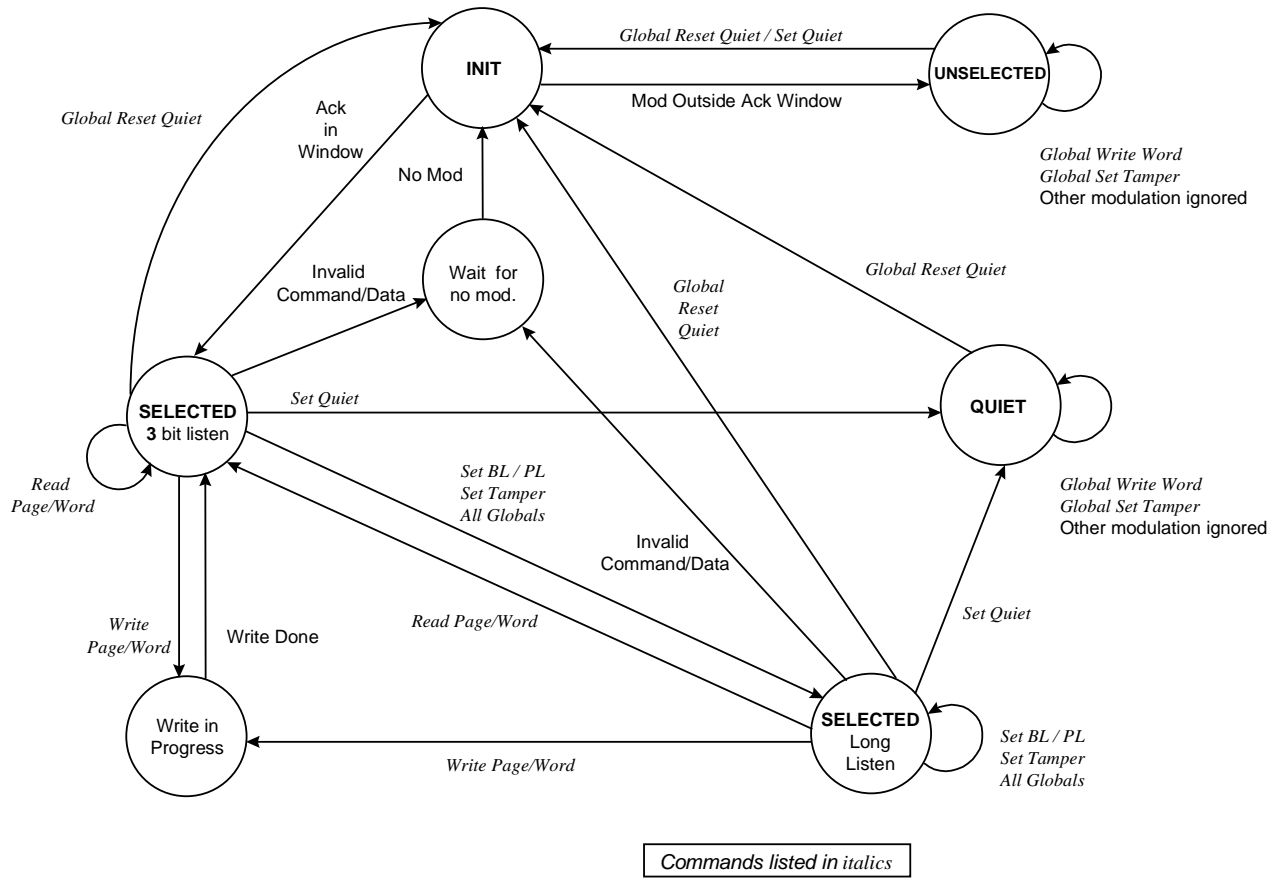 Global Reset Quiet / Set Quiet
INIT
UNSELECTED
Mod Outside Ack Window
Global Reset Quiet
Ack
in
Window
No Mod
Global Write Word
Global Set Tamper
Other modulation ignored
Invalid
Command/Data
Wait for
no mod.
Global
Reset
Quiet
Global Reset Quiet
SELECTED
3 bit listen
Set Quiet
QUIET
Read
Page/Word
Set BL / PL
Set Tamper
All Globals
Global Write Word
Global Set Tamper
Other modulation ignored
Invalid
Command/Data
Write
Page/Word
Write Done
Read Page/Word
Set Quiet
Write in
Progress
SELECTED
Long
Listen
Write Page/Word
Set BL / PL
Set Tamper
All Globals
Commands listed in italics